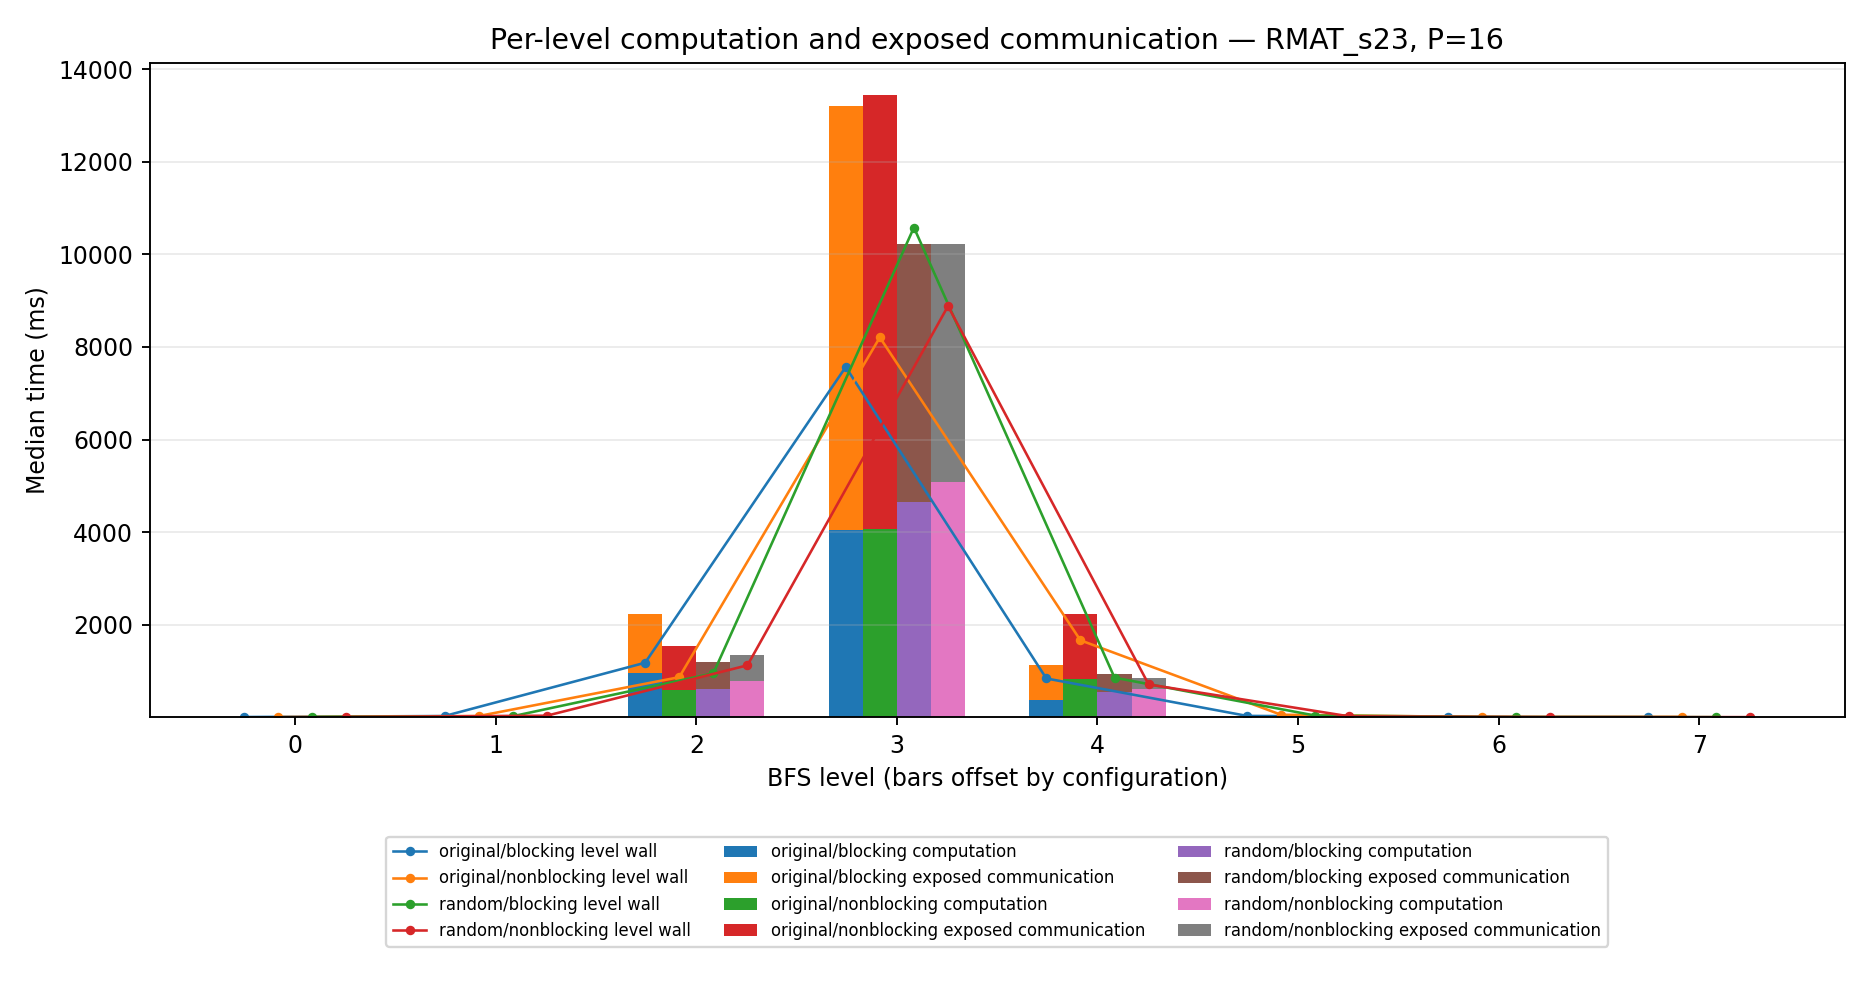 Per-level computation and exposed communication — RMAT_s23, P=16
14000
12000
10000
8000
6000
4000
2000
Median time (ms)
0 1 2 3 4 5 6 7
BFS level (bars offset by configuration)
original/blocking level wall
original/nonblocking level wall
random/blocking level wall
random/nonblocking level wall
original/blocking computation
original/blocking exposed communication
original/nonblocking computation
original/nonblocking exposed communication
random/blocking computation
random/blocking exposed communication
random/nonblocking computation
random/nonblocking exposed communication